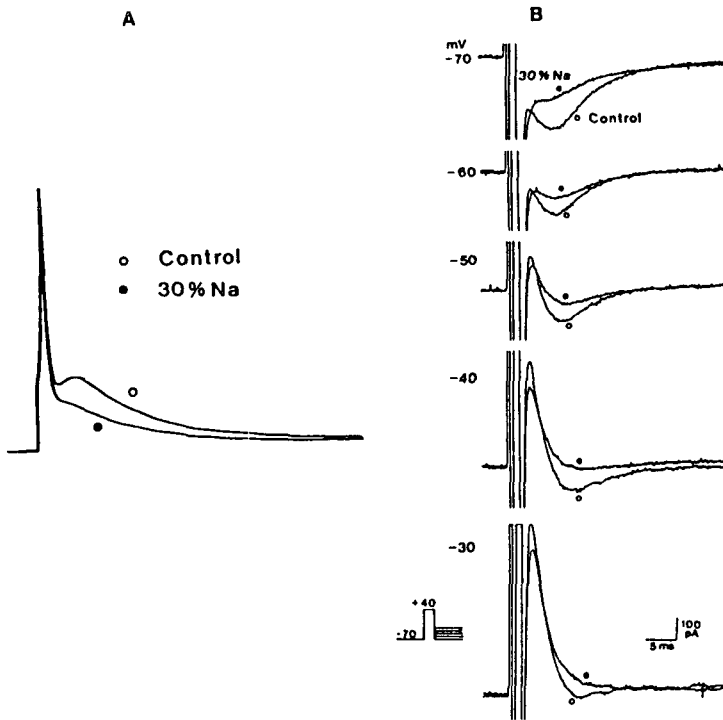 A
B
mV
-70
30% Na
Control
Control
30% Na
-60
-50
-40
-30
+40
-70
100
pA
5 ms